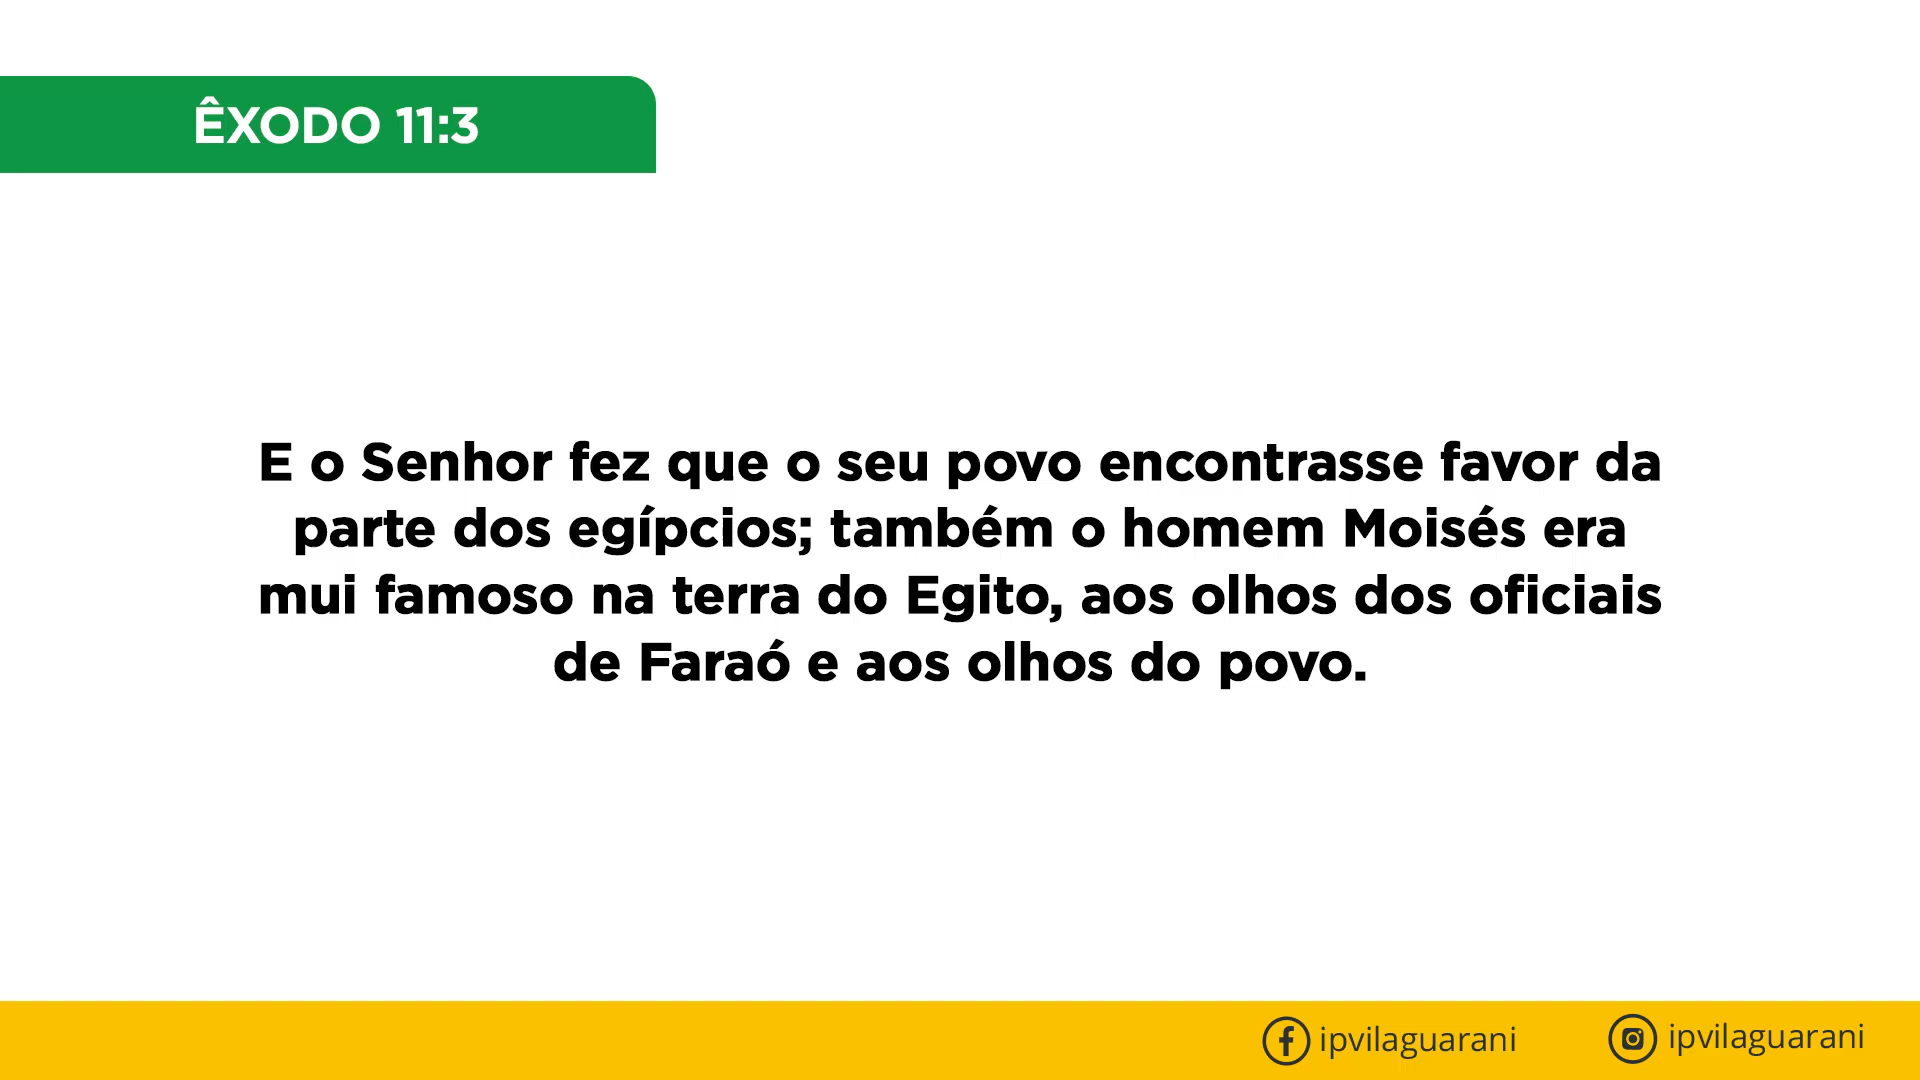 ÊXODO 11:3
E o Senhor fez que o seu povo encontrasse favor da
parte dos egípcios; também o homem Moisés era
mui famoso na terra do Egito, aos olhos dos oficiais
de Faraó e aos olhos do povo.
ipvilaguarani
ipvilaguarani